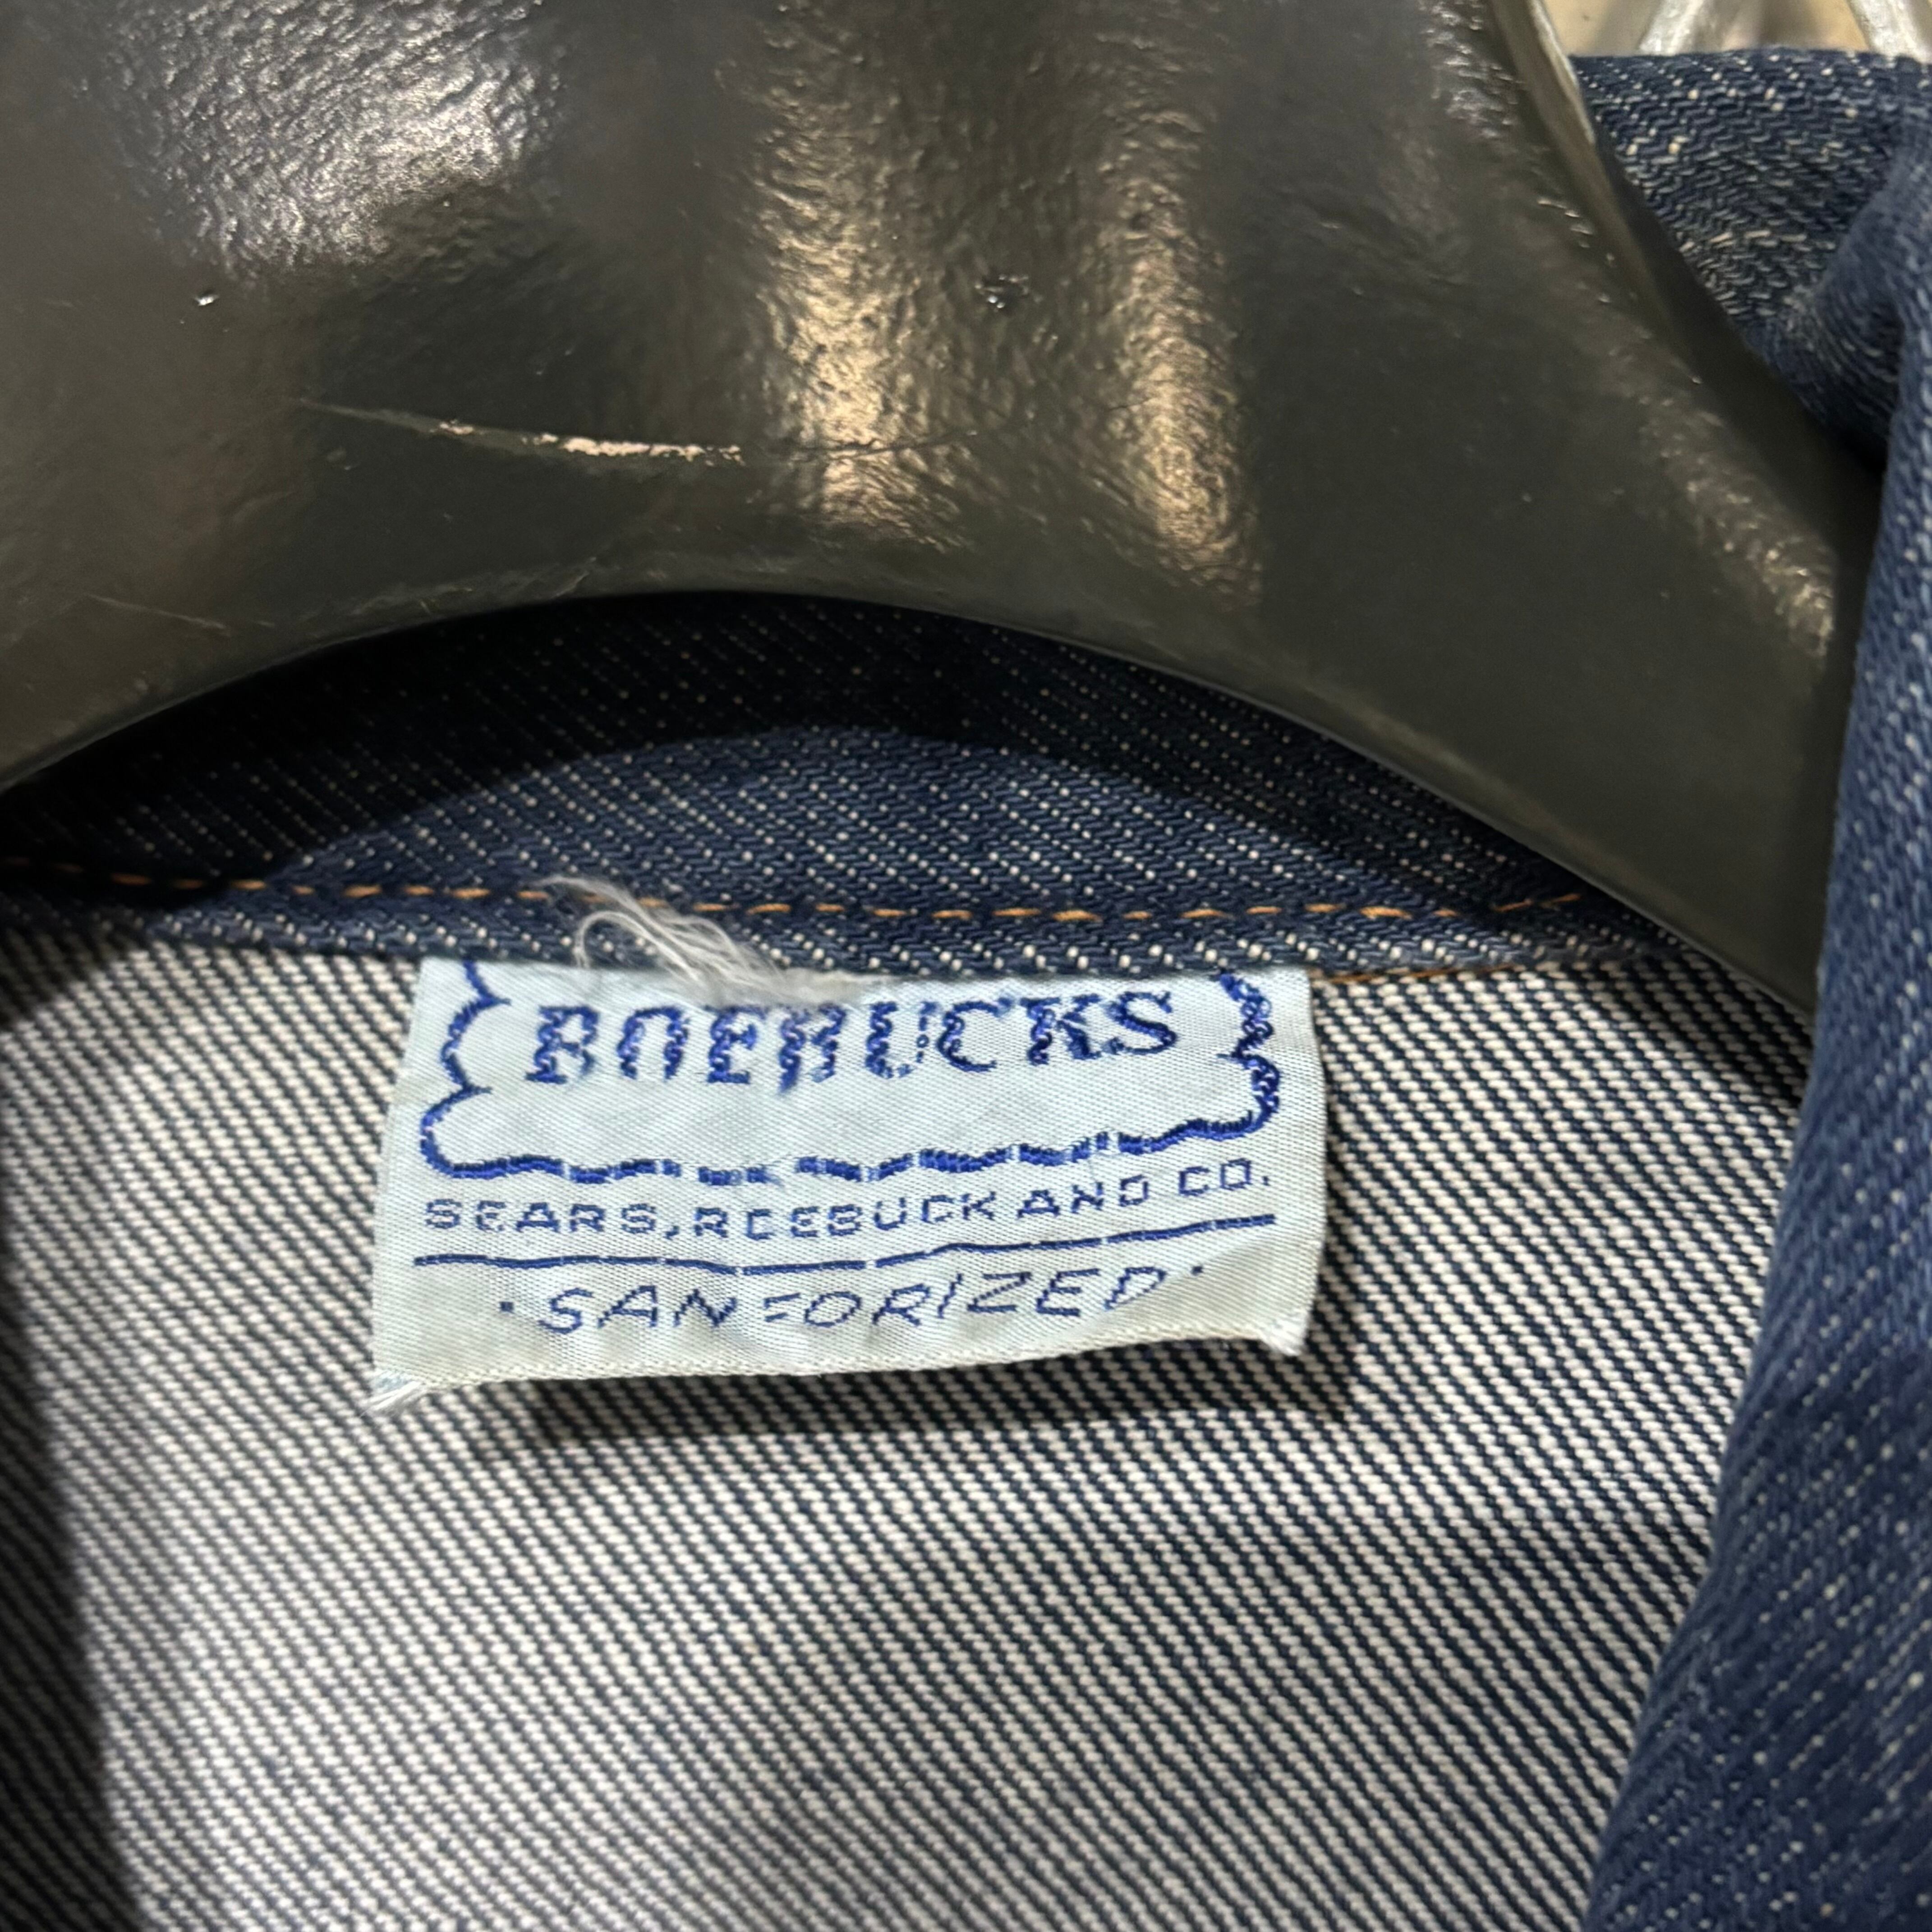 ROEBUCKS
SEARS, ROEBUCK AND CO.
· SANFORIZED ·